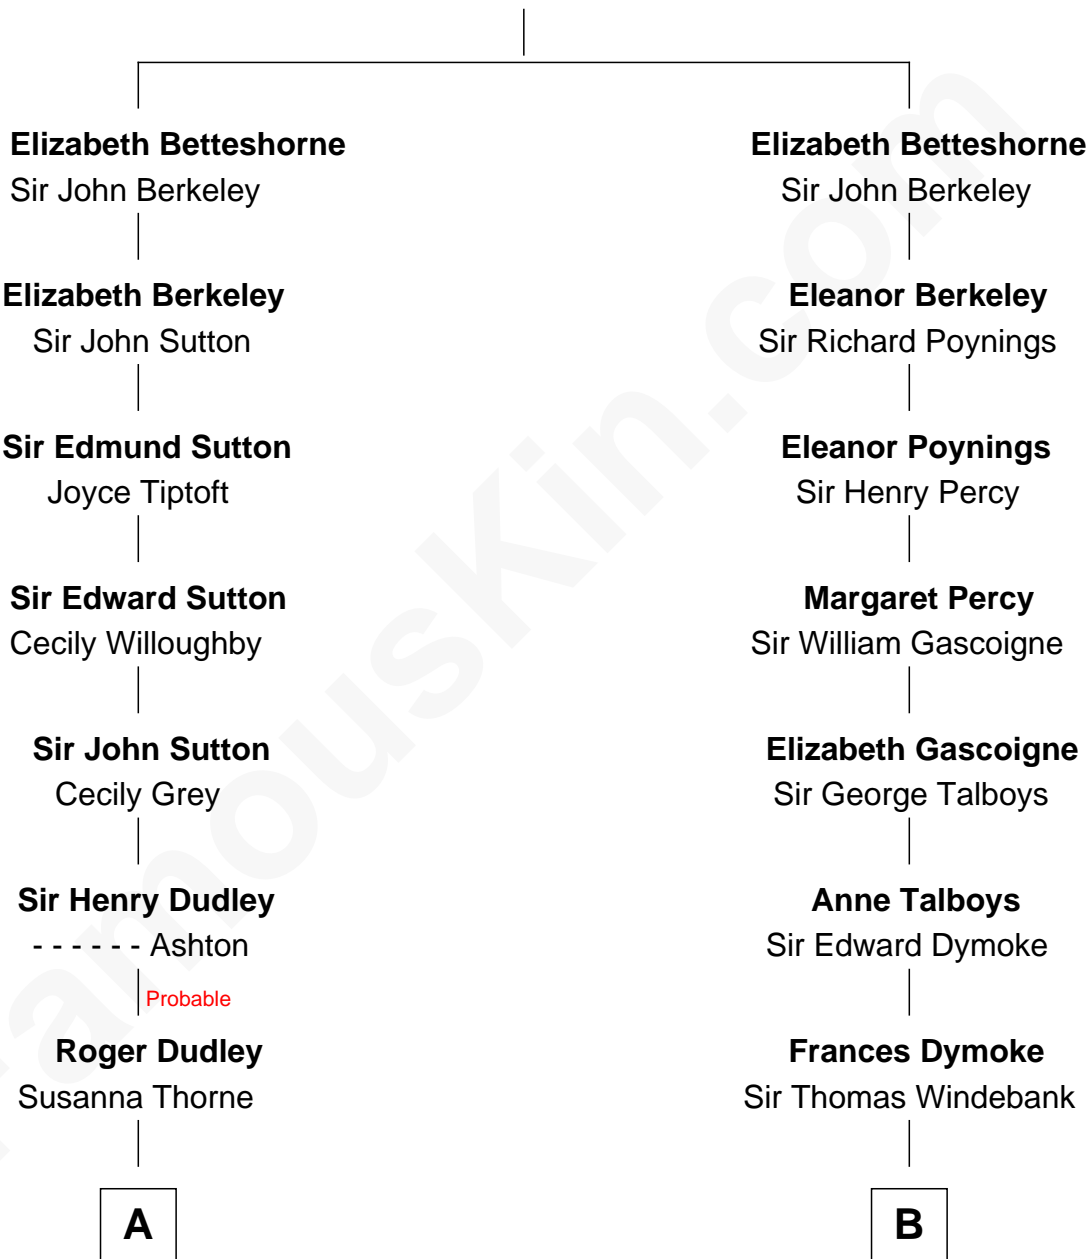 Elizabeth Betteshorne
Sir John Berkeley
Elizabeth Berkeley
Sir John Sutton
Sir Edmund Sutton
Joyce Tiptoft
Sir Edward Sutton
Cecily Willoughby
Sir John Sutton
Cecily Grey
Sir Henry Dudley
- - - - - - Ashton
Probable
Roger Dudley
Susanna Thorne
A
Elizabeth Betteshorne
Sir John Berkeley
Eleanor Berkeley
Sir Richard Poynings
Eleanor Poynings
Sir Henry Percy
Margaret Percy
Sir William Gascoigne
Elizabeth Gascoigne
Sir George Talboys
Anne Talboys
Sir Edward Dymoke
Frances Dymoke
Sir Thomas Windebank
B
FamousKin.com